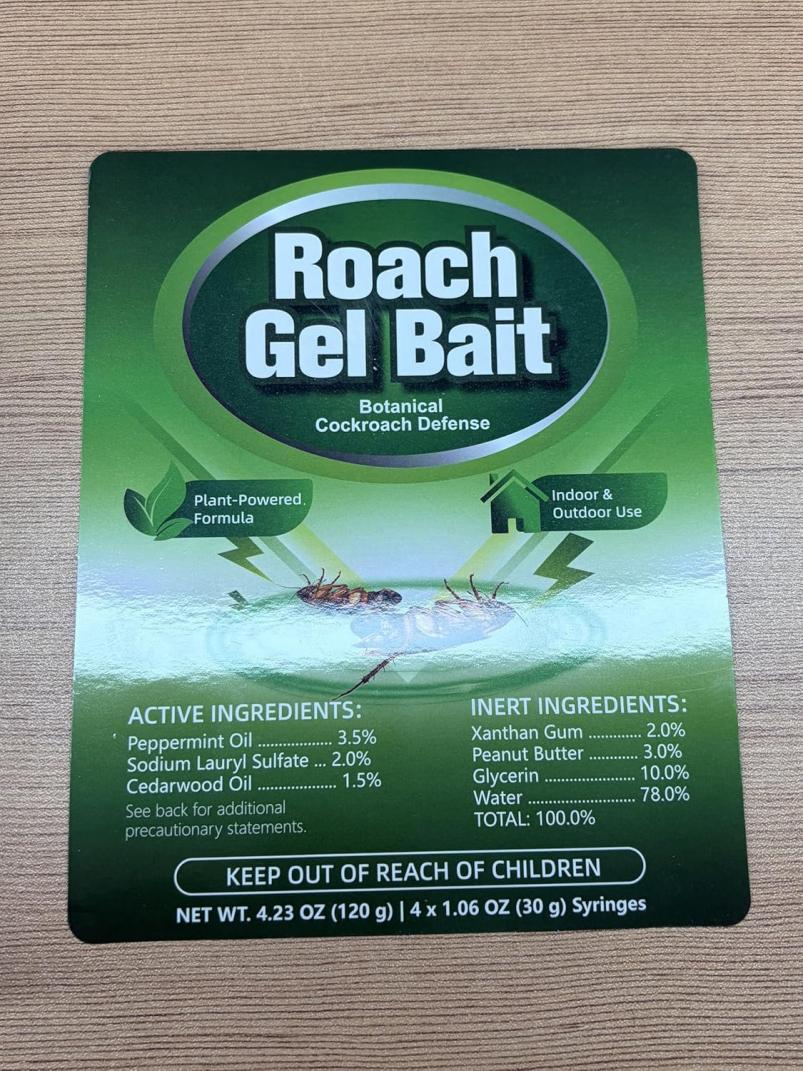 Roach
Gel Bait
Botanical
Cockroach Defense
Plant-Powered
Formula
Indoor &
Outdoor Use
ACTIVE INGREDIENTS:
Peppermint Oil ................. 3.5%
Sodium Lauryl Sulfate ... 2.0%
Cedarwood Oil .................. 1.5%
See back for additional
precautionary statements.
INERT INGREDIENTS:
Xanthan Gum ............ 2.0%
Peanut Butter ........... 3.0%
Glycerin ..................... 10.0%
Water ......................... 78.0%
TOTAL: 100.0%
KEEP OUT OF REACH OF CHILDREN
NET WT. 4.23 OZ (120 g) | 4 x 1.06 OZ (30 g) Syringes